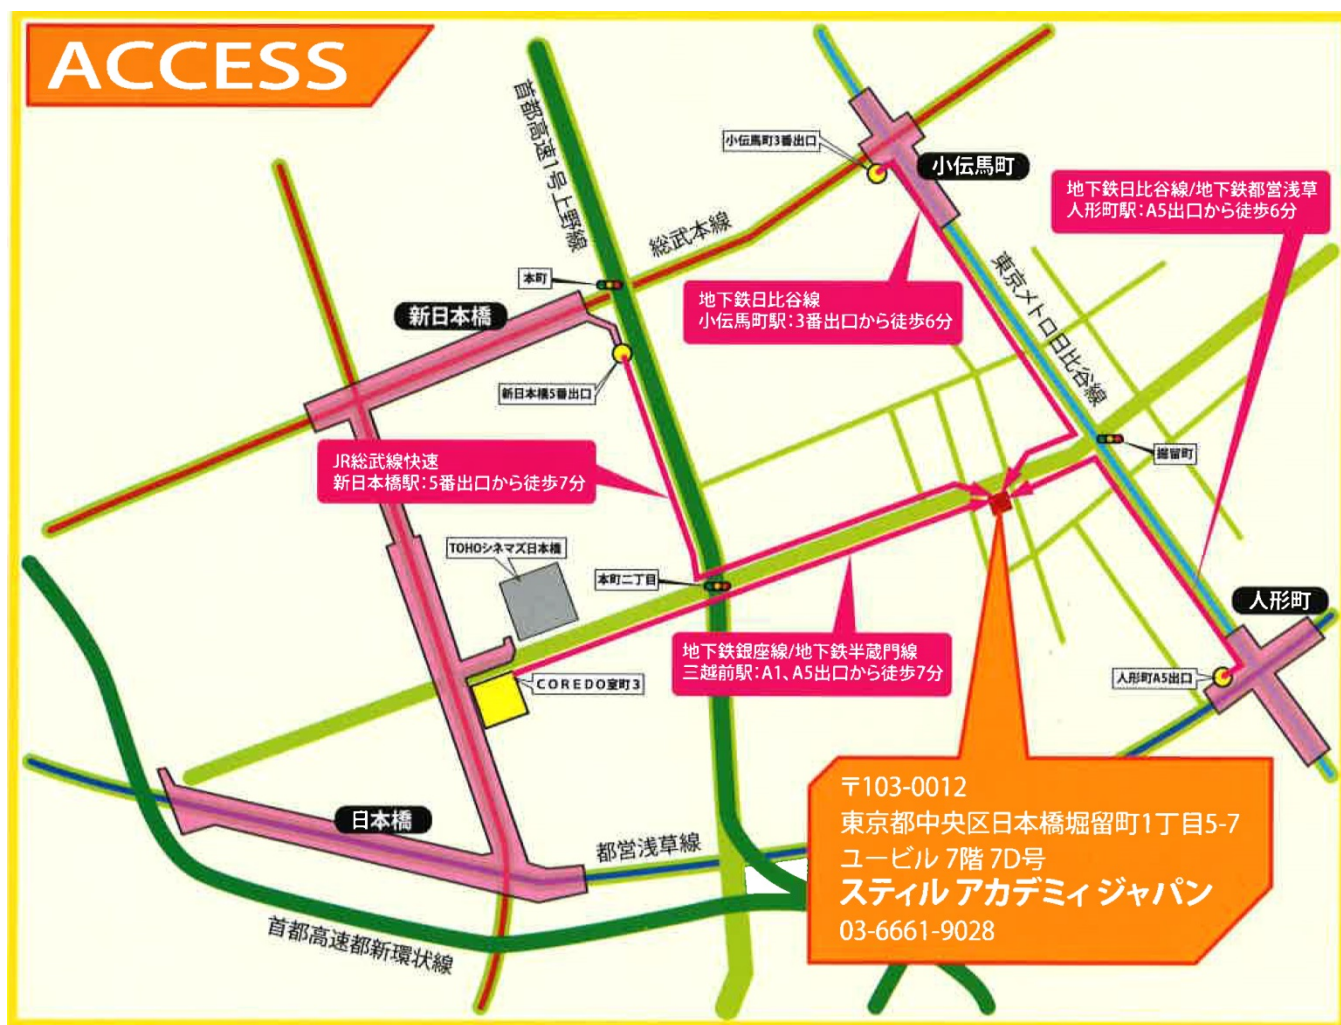 ACCESS
首都高速1号上野線
小伝馬町3番出口
小伝馬町
地下鉄日比谷線/地下鉄都営浅草
人形町駅:A5出口から徒歩6分
総武本線
本町
新日本橋
地下鉄日比谷線
小伝馬町駅:3番出口から徒歩6分
東京メトロ日比谷線
新日本橋5番出口
JR総武線快速
新日本橋駅:5番出口から徒歩7分
堀留町
TOHOシネマズ日本橋
本町二丁目
人形町
地下鉄銀座線/地下鉄半蔵門線
三越前駅:A1、A5出口から徒歩7分
COREDO室町3
人形町A5出口
日本橋
都営浅草線
首都高速都新環状線
〒103-0012
東京都中央区日本橋堀留町1丁目5-7
ユービル 7階 7D号
スティル アカデミィ ジャパン
03-6661-9028